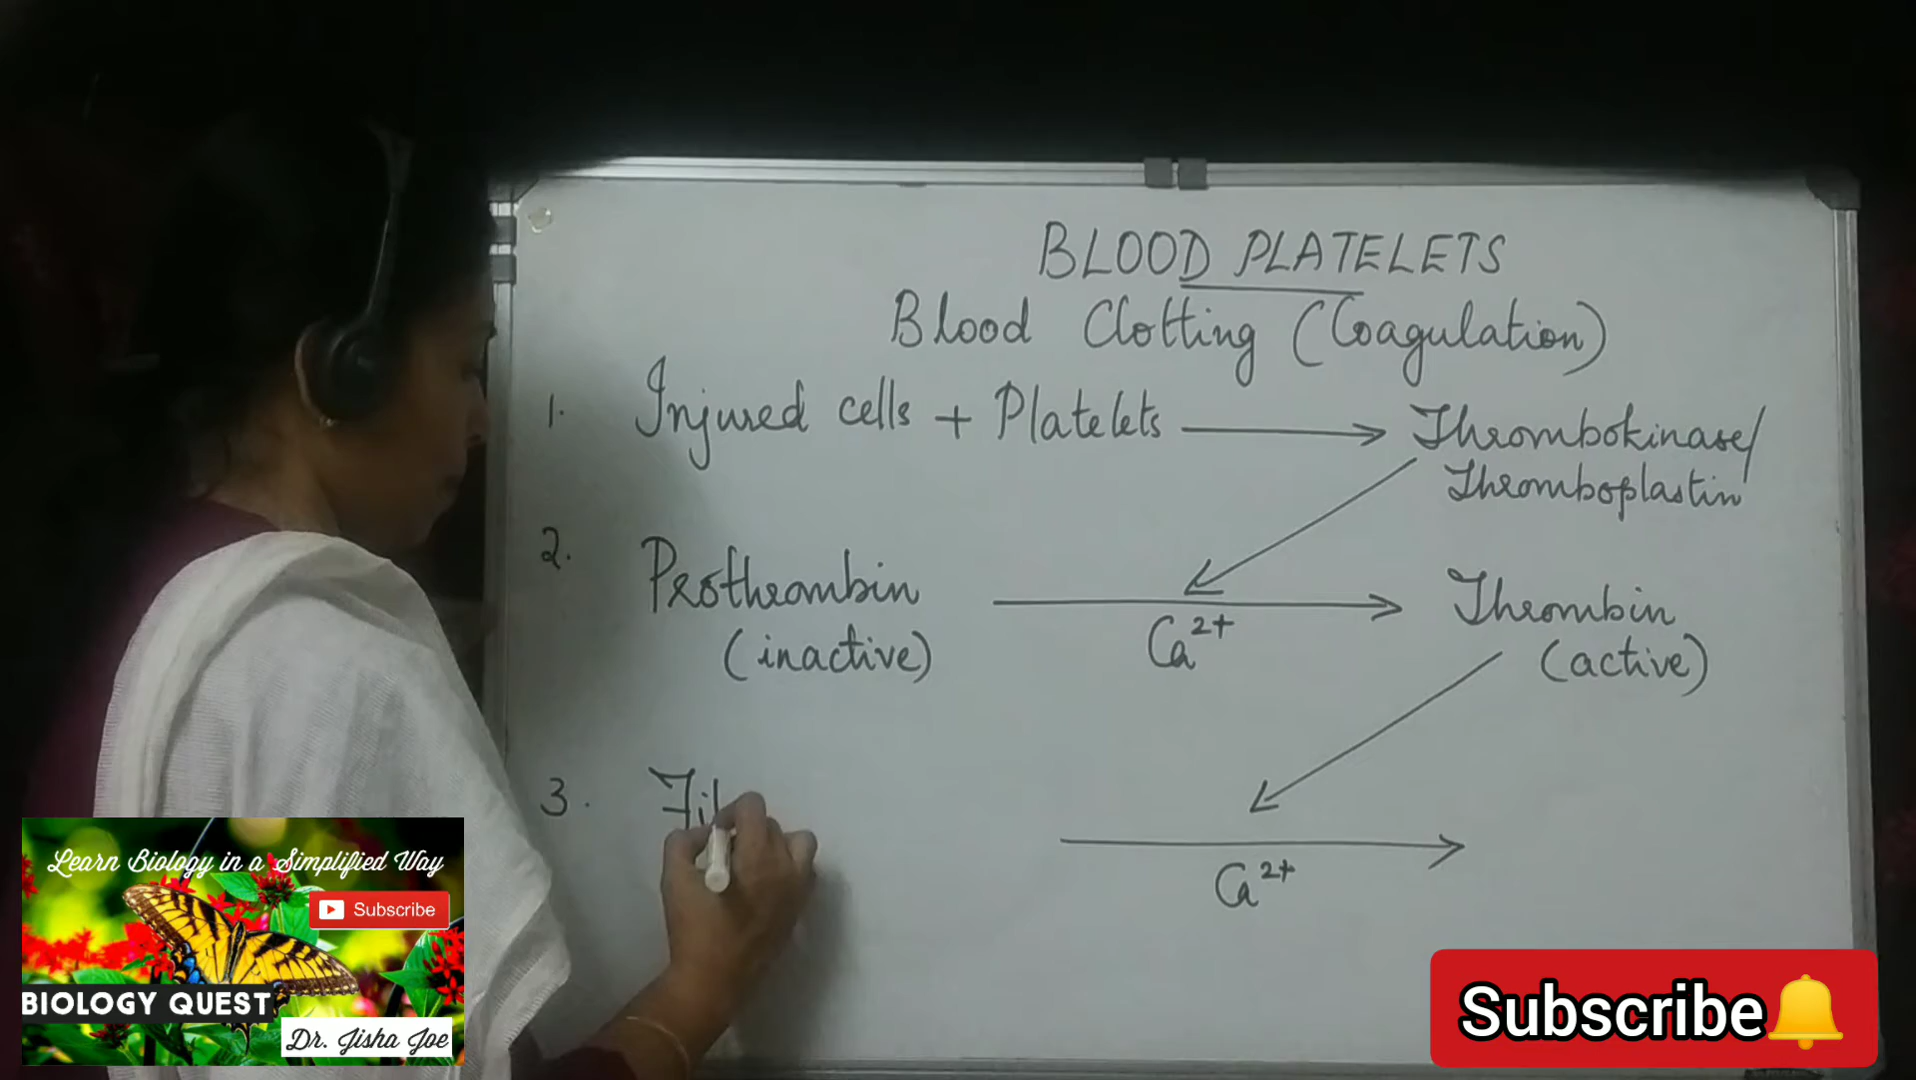 BLOOD PLATELETS
Blood Clotting (Coagulation)
1. Injured cells + Platelets → Thrombokinase/
Thromboplastin
2. Prothrombin → Thrombin
Ca²⁺
(inactive) (active)
3. Fib
Ca²⁺
Learn Biology in a Simplified Way
Subscribe
BIOLOGY QUEST
Dr. Jisha Joe
Subscribe